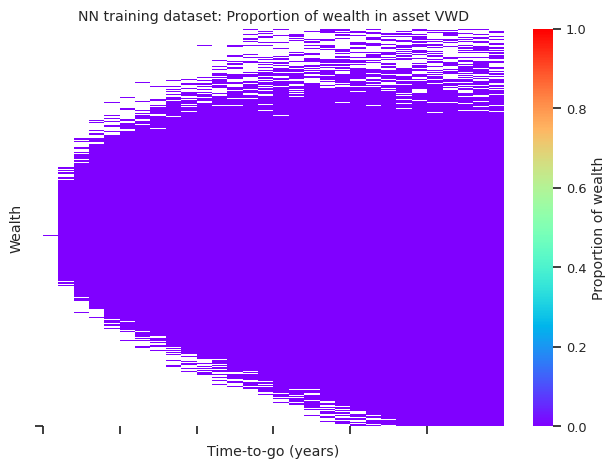 NN training dataset: Proportion of wealth in asset VWD
1.0
0.8
0.6
0.4
0.2
0.0
Proportion of wealth
Wealth
Time-to-go (years)